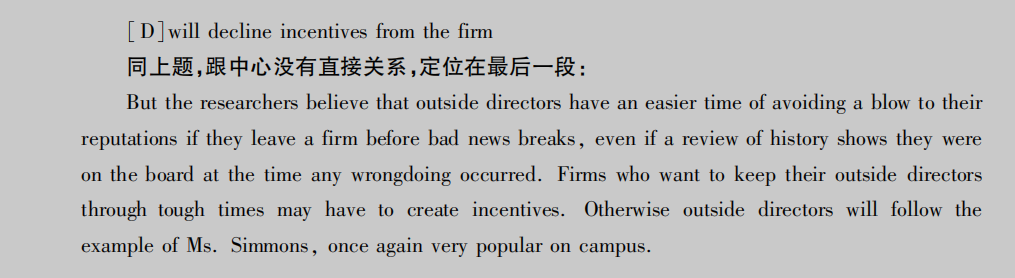 [D]will decline incentives from the firm
同上题,跟中心没有直接关系,定位在最后一段:
But the researchers believe that outside directors have an easier time of avoiding a blow to their
reputations if they leave a firm before bad news breaks, even if a review of history shows they were
on the board at the time any wrongdoing occurred. Firms who want to keep their outside directors
through tough times may have to create incentives. Otherwise outside directors will follow the
example of Ms. Simmons, once again very popular on campus.